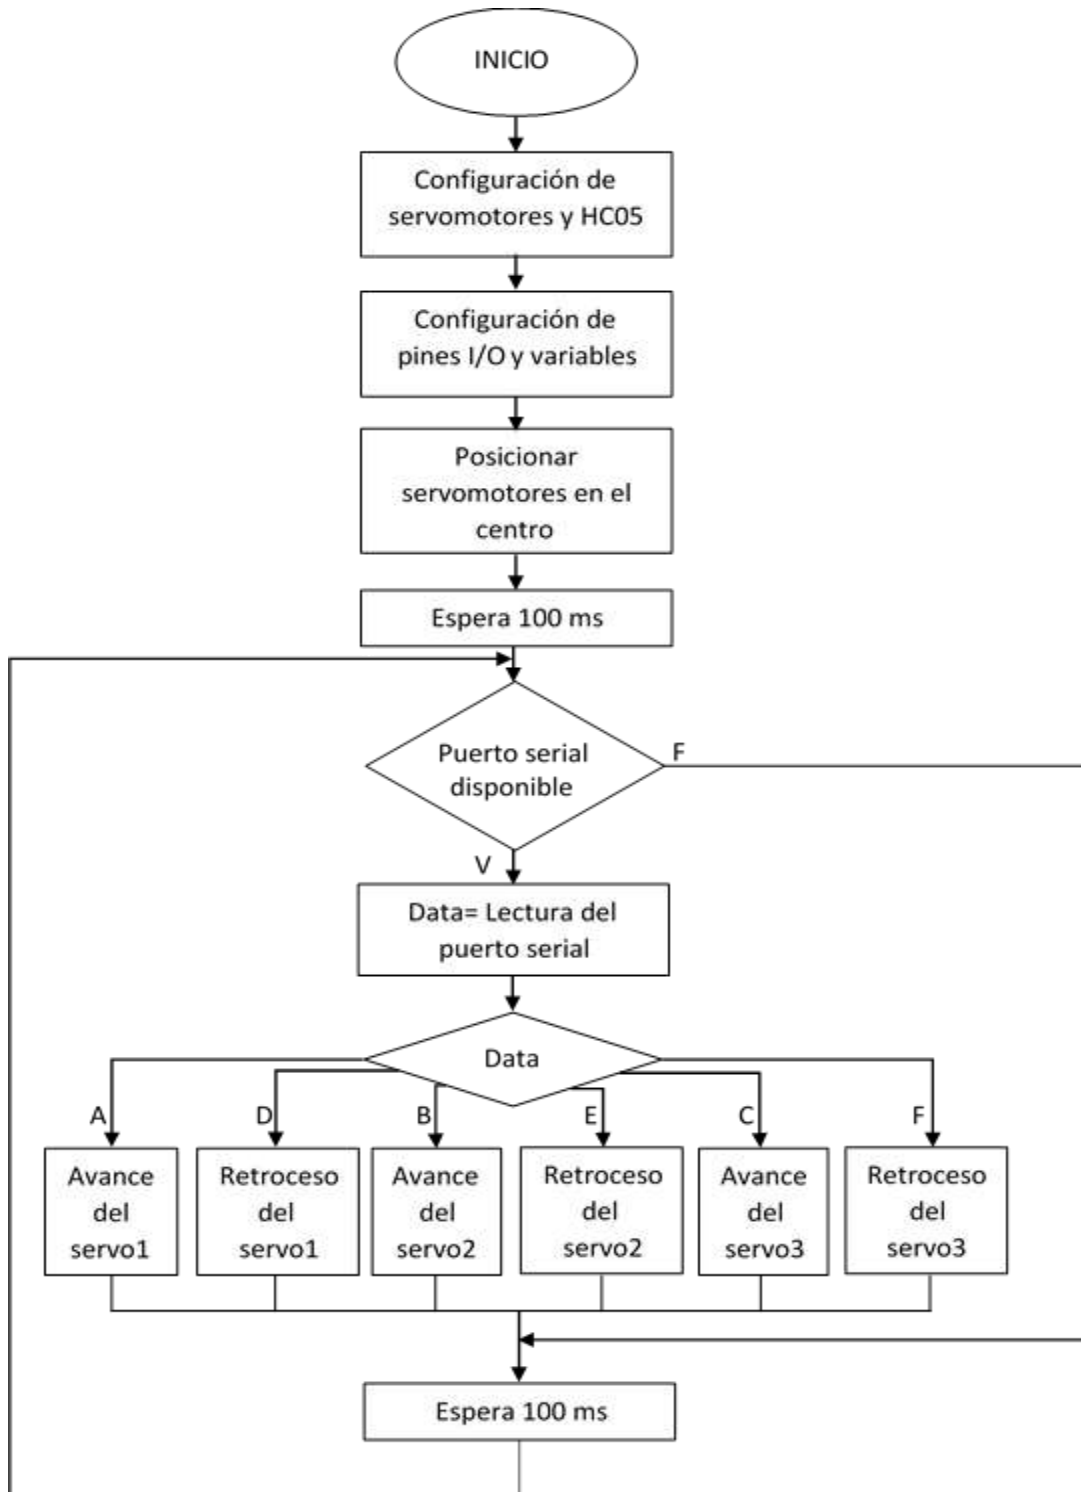 INICIO
Configuración de
servomotores y HC05
Configuración de
pines I/O y variables
Posicionar
servomotores en el
centro
Espera 100 ms
Puerto serial
disponible
F
V
Data= Lectura del
puerto serial
Data
A
D
B
E
C
F
Avance
del
servo1
Retroceso
del
servo1
Avance
del
servo2
Retroceso
del
servo2
Avance
del
servo3
Retroceso
del
servo3
Espera 100 ms